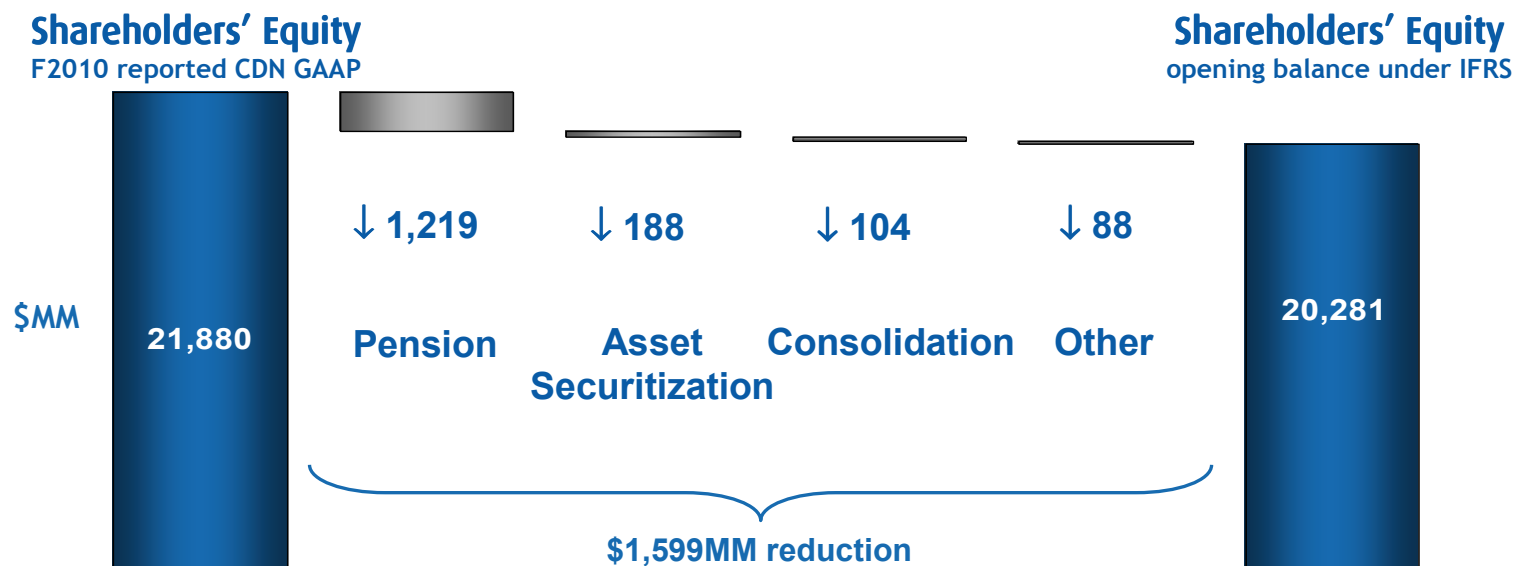 Shareholders' Equity
F2010 reported CDN GAAP
Shareholders' Equity
opening balance under IFRS
↓ 1,219
↓ 188
↓ 104
↓ 88
$MM
21,880
Pension
Asset
Securitization
Consolidation
Other
20,281
$1,599MM reduction